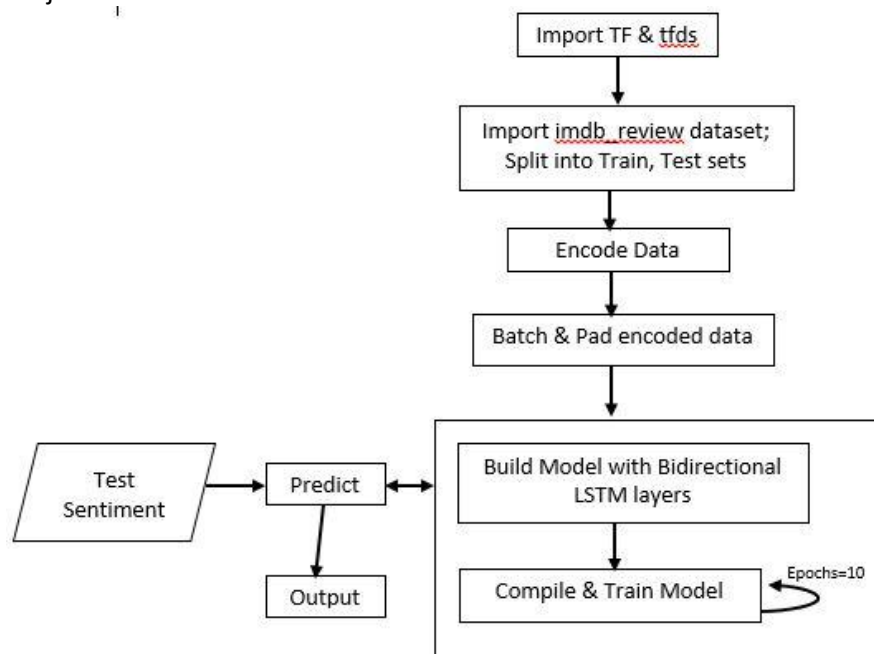 Import TF & tfds
Import imdb_review dataset;
Split into Train, Test sets
Encode Data
Batch & Pad encoded data
Build Model with Bidirectional
LSTM layers
Test
Sentiment
Predict
Output
Compile & Train Model
Epochs=10